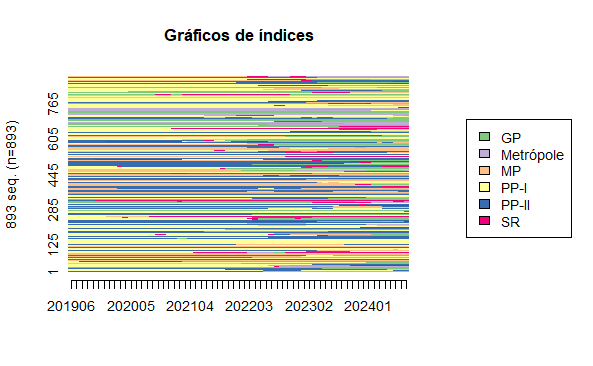 Gráficos de índices
893 seq. (n=893)
765
605
445
285
125
1
201906 202005 202104 202203 202302 202401
GP
Metrópole
MP
PP-I
PP-II
SR